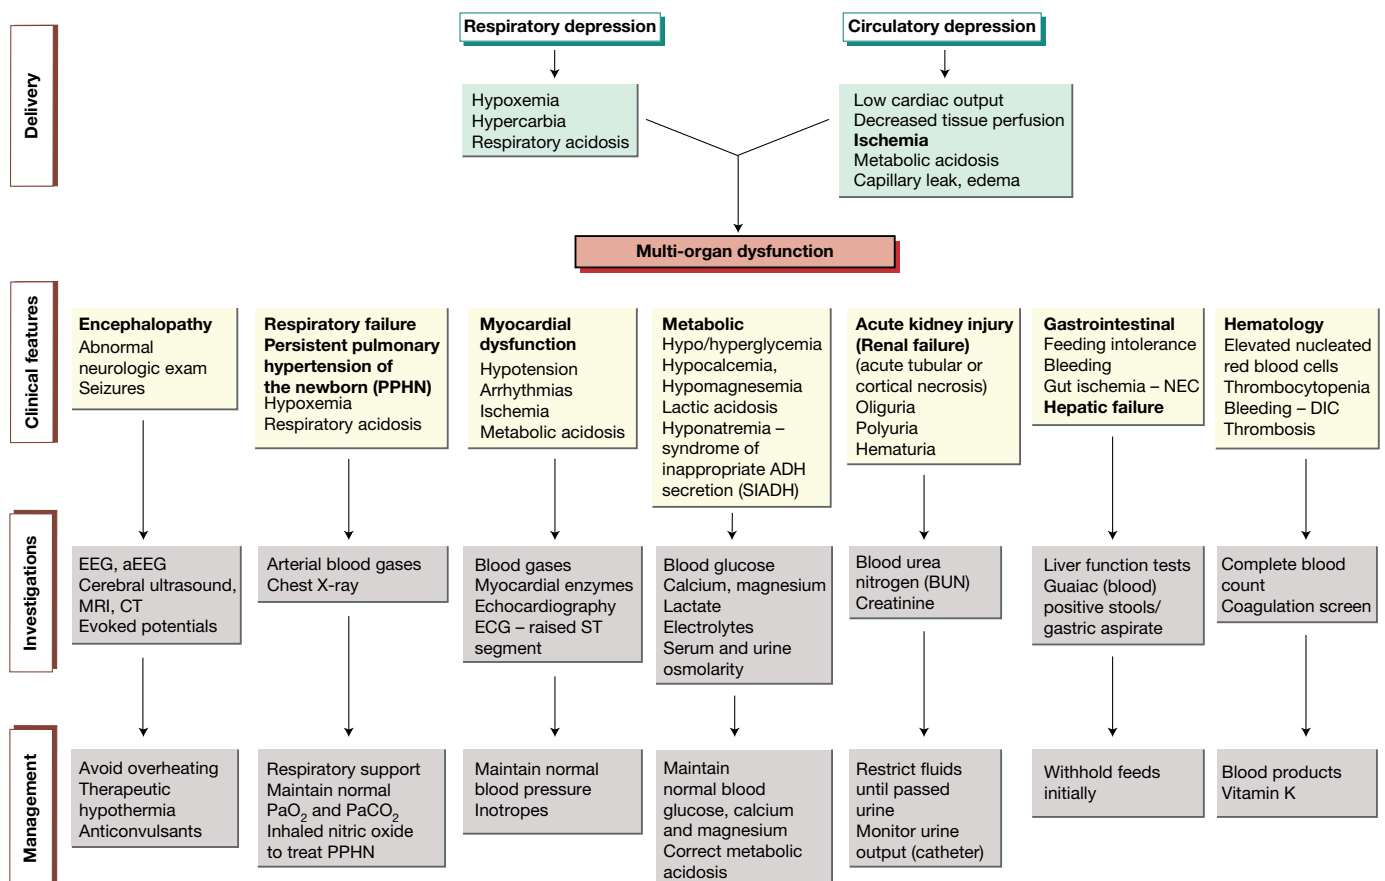 Delivery
Respiratory depression
Circulatory depression
Hypoxemia
Hypercarbia
Respiratory acidosis
Low cardiac output
Decreased tissue perfusion
Ischemia
Metabolic acidosis
Capillary leak, edema
Multi-organ dysfunction
Clinical features
Encephalopathy
Abnormal
neurologic exam
Seizures
Respiratory failure
Persistent pulmonary
hypertension of
the newborn (PPHN)
Hypoxemia
Respiratory acidosis
Myocardial
dysfunction
Hypotension
Arrhythmias
Ischemia
Metabolic acidosis
Metabolic
Hypo/hyperglycemia
Hypocalcemia,
Hypomagnesemia
Lactic acidosis
Hyponatremia –
syndrome of
inappropriate ADH
secretion (SIADH)
Acute kidney injury
(Renal failure)
(acute tubular or
cortical necrosis)
Oliguria
Polyuria
Hematuria
Gastrointestinal
Feeding intolerance
Bleeding
Gut ischemia – NEC
Hepatic failure
Hematology
Elevated nucleated
red blood cells
Thrombocytopenia
Bleeding – DIC
Thrombosis
Investigations
EEG, aEEG
Cerebral ultrasound,
MRI, CT
Evoked potentials
Arterial blood gases
Chest X-ray
Blood gases
Myocardial enzymes
Echocardiography
ECG – raised ST
segment
Blood glucose
Calcium, magnesium
Lactate
Electrolytes
Serum and urine
osmolarity
Blood urea
nitrogen (BUN)
Creatinine
Liver function tests
Guaiac (blood)
positive stools/
gastric aspirate
Complete blood
count
Coagulation screen
Management
Avoid overheating
Therapeutic
hypothermia
Anticonvulsants
Respiratory support
Maintain normal
PaO2 and PaCO2
Inhaled nitric oxide
to treat PPHN
Maintain normal
blood pressure
Inotropes
Maintain
normal blood
glucose, calcium
and magnesium
Correct metabolic
acidosis
Restrict fluids
until passed
urine
Monitor urine
output (catheter)
Withhold feeds
initially
Blood products
Vitamin K